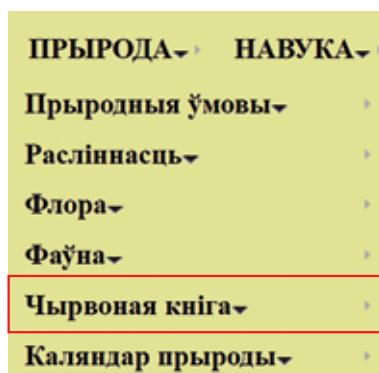 ПРЫРОДА НАВУКА
Прыродныя ўмовы
Расліннасць
Флора
Фаўна
Чырвоная кніга
Каляндар прыроды